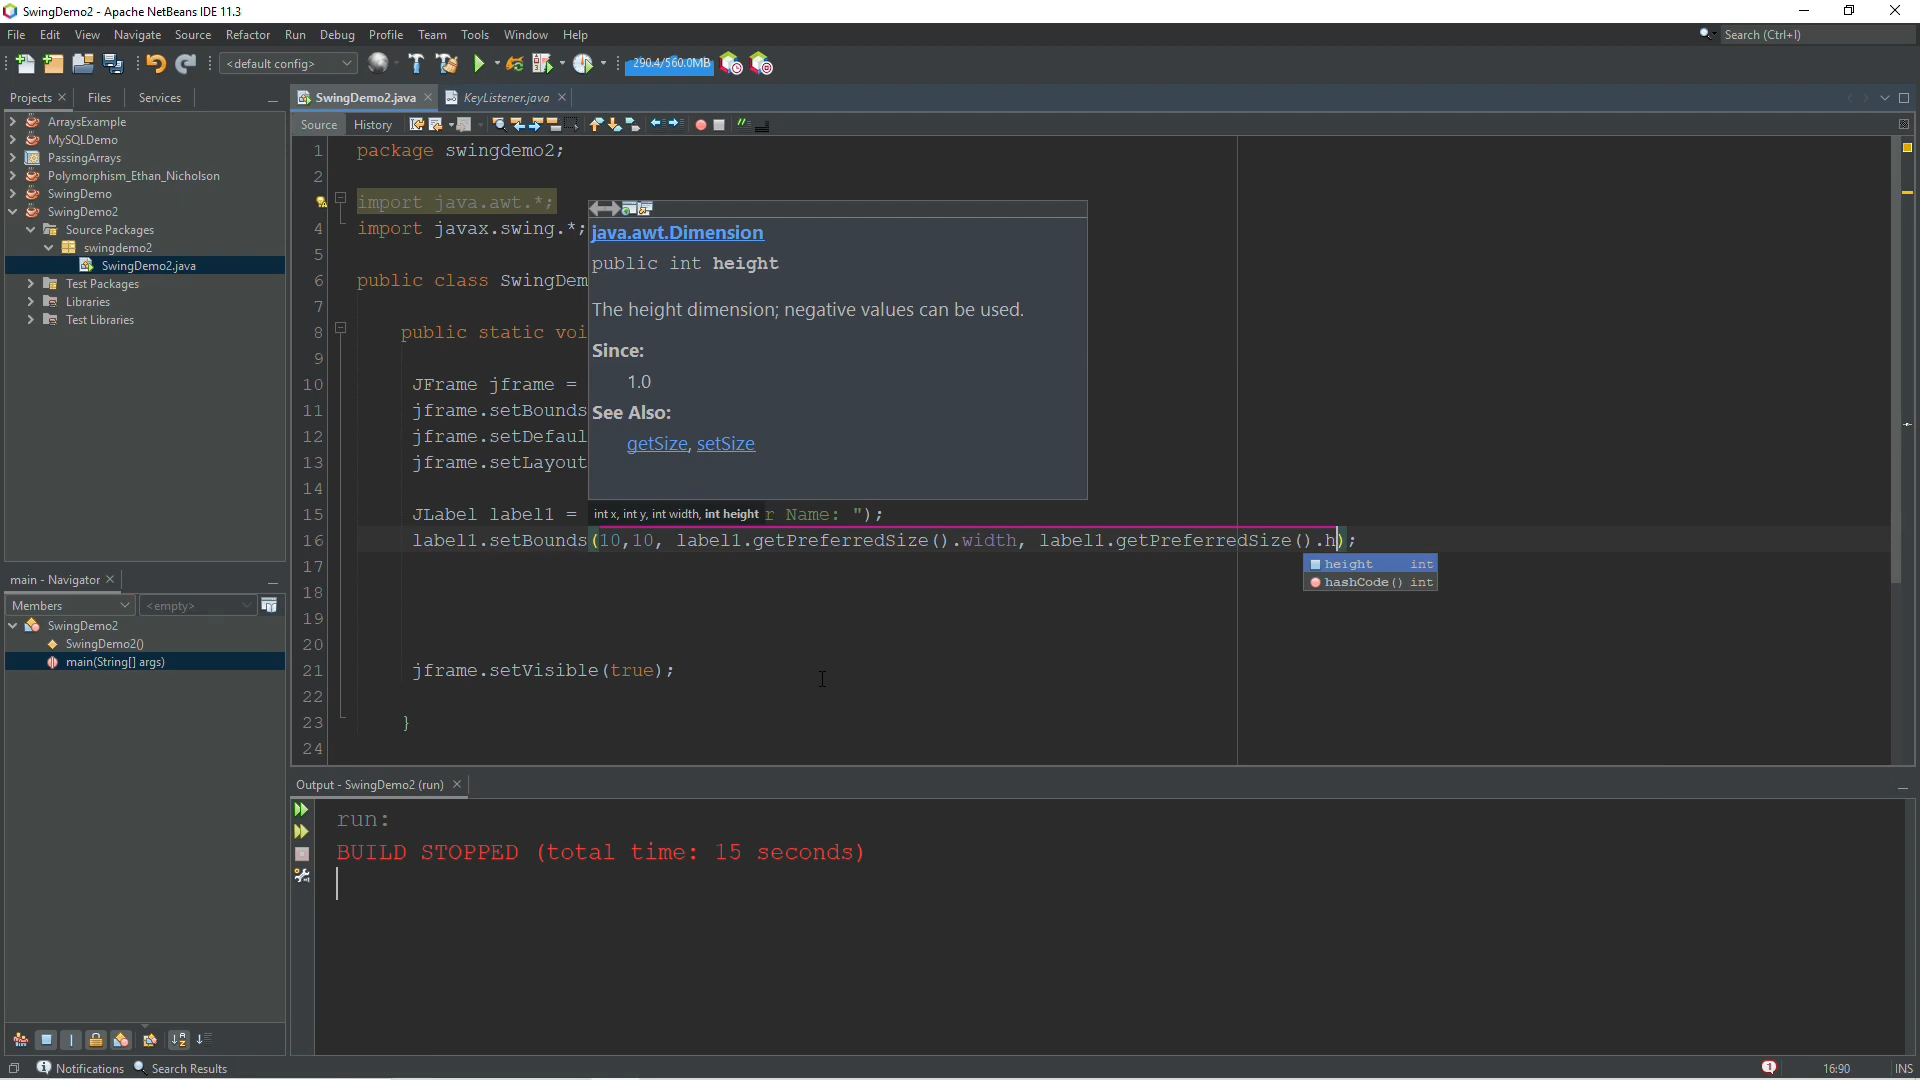 SwingDemo2 - Apache NetBeans IDE 11.3
File Edit View Navigate Source Refactor Run Debug Profile Team Tools Window Help
Search (Ctrl+I)
<default config>
290.4/560.0MB
Projects Files Services
SwingDemo2.java KeyListener.java
Source History
ArraysExample
MySQLDemo
PassingArrays
Polymorphism_Ethan_Nicholson
SwingDemo
SwingDemo2
Source Packages
swingdemo2
SwingDemo2.java
Test Packages
Libraries
Test Libraries
main - Navigator
Members <empty>
SwingDemo2
SwingDemo2()
main(String[] args)
1 package swingdemo2;
2
import java.awt.*;
4 import javax.swing.*;
5
6 public class SwingDem
7
8 public static voi
9
10 JFrame jframe =
11 jframe.setBounds
12 jframe.setDefaul
13 jframe.setLayout
14
15 JLabel label1 = r Name: ");
16 label1.setBounds(10,10, label1.getPreferredSize().width, label1.getPreferredSize().h);
17
18
19
20
21 jframe.setVisible(true);
22
23 }
24
java.awt.Dimension
public int height
The height dimension; negative values can be used.
Since:
1.0
See Also:
getSize, setSize
int x, int y, int width, int height
height int
hashCode() int
Output - SwingDemo2 (run)
run:
BUILD STOPPED (total time: 15 seconds)
Notifications Search Results
1
16:90 INS